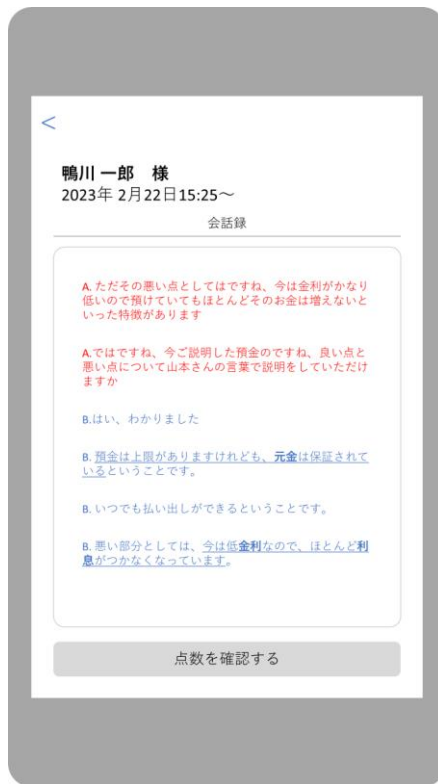 <
鴨川 一郎　様
2023年 2月22日15:25～
会話録
A. ただその悪い点としてはですね、今は金利がかなり
低いので預けていてもほとんどそのお金は増えないと
いった特徴があります
A.ではですね、今ご説明した預金のですね、良い点と
悪い点について山本さんの言葉で説明をしていただけ
ますか
B.はい、わかりました
B. 預金は上限がありますけれども、元金は保証されて
いるということです。
B. いつでも払い出しができるということです。
B. 悪い部分としては、今は低金利なので、ほとんど利
息がつかなくなっています。
点数を確認する